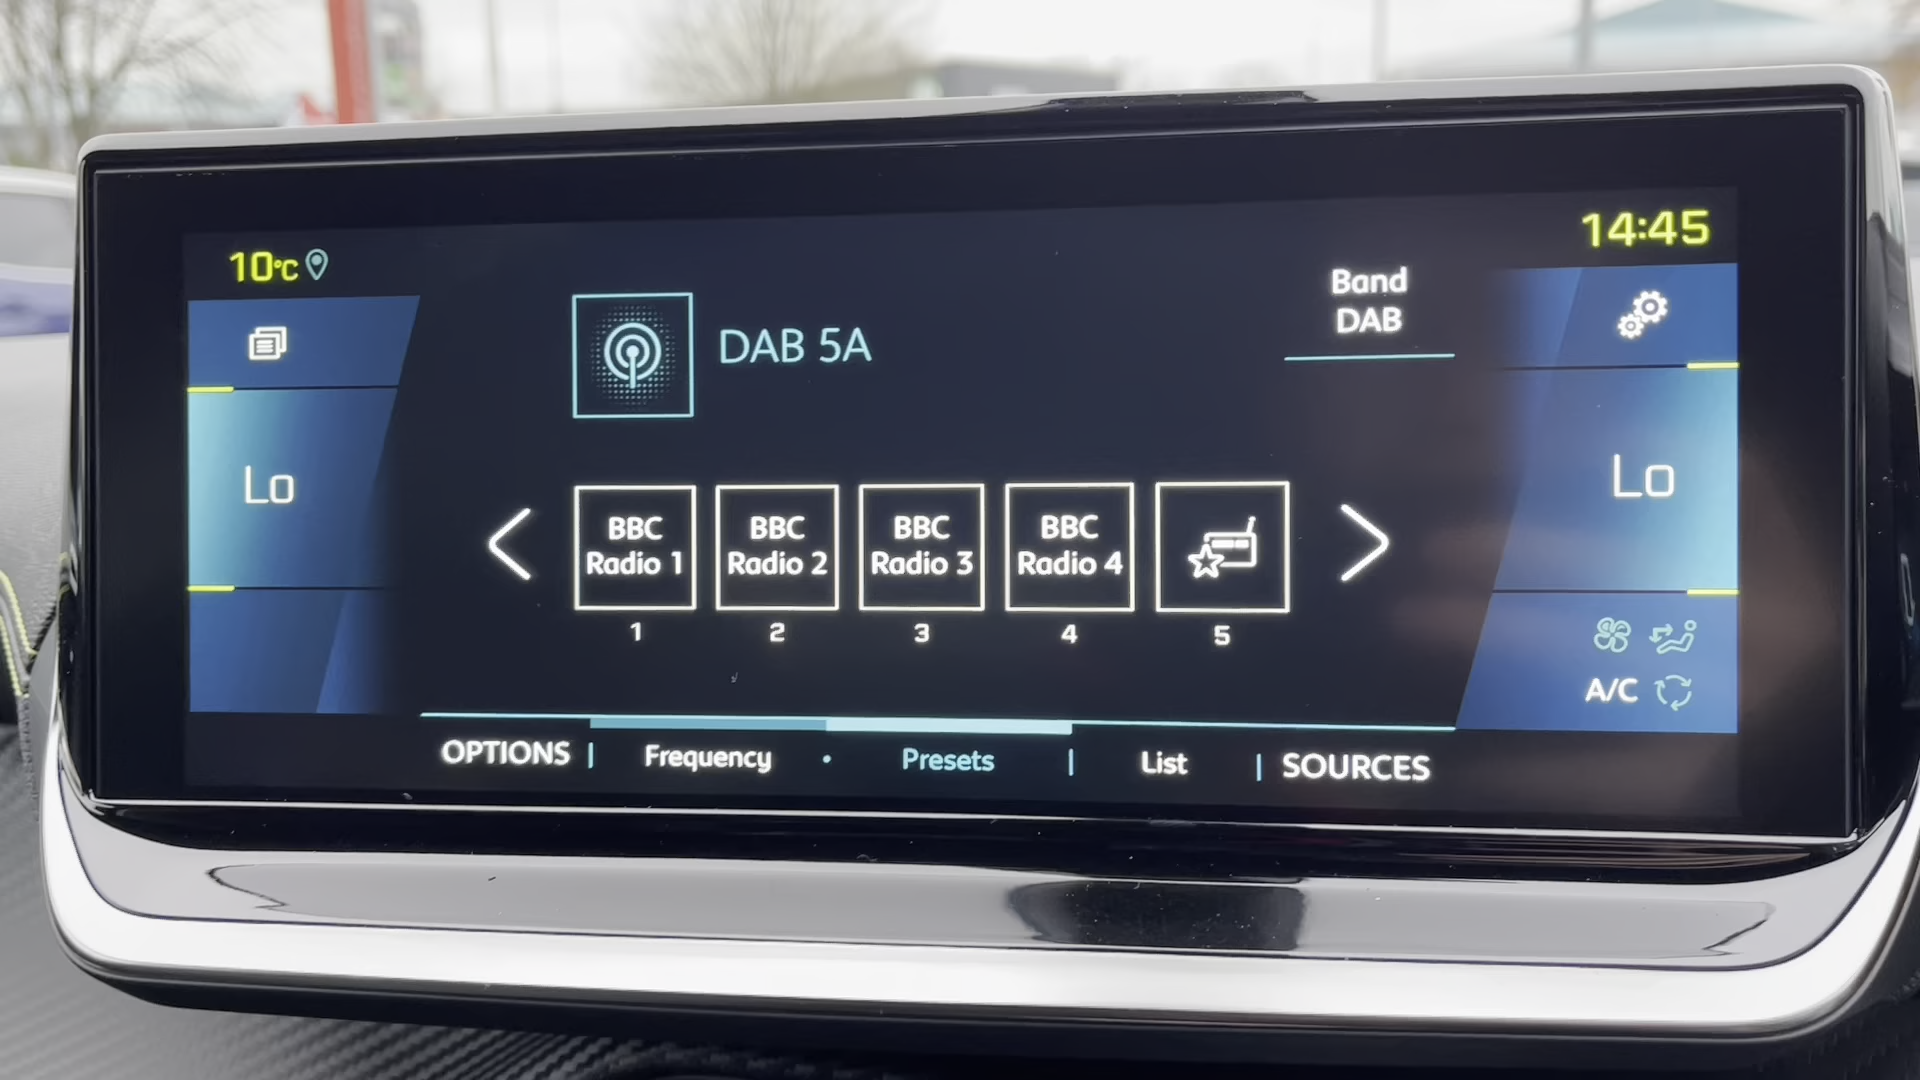 10°C
14:45
Band
DAB
DAB 5A
Lo
Lo
BBC
Radio 1
BBC
Radio 2
BBC
Radio 3
BBC
Radio 4
1
2
3
4
5
A/C
OPTIONS | Frequency • Presets | List | SOURCES